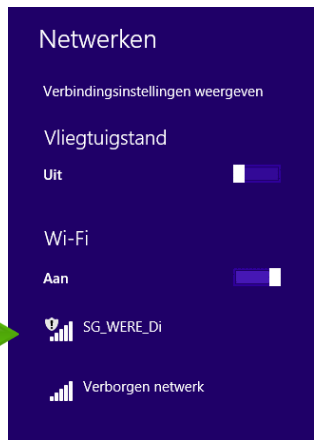 Netwerken
Verbindingsinstellingen weergeven
Vliegtuigstand
Uit
Wi-Fi
Aan
SG_WERE_Di
Verborgen netwerk